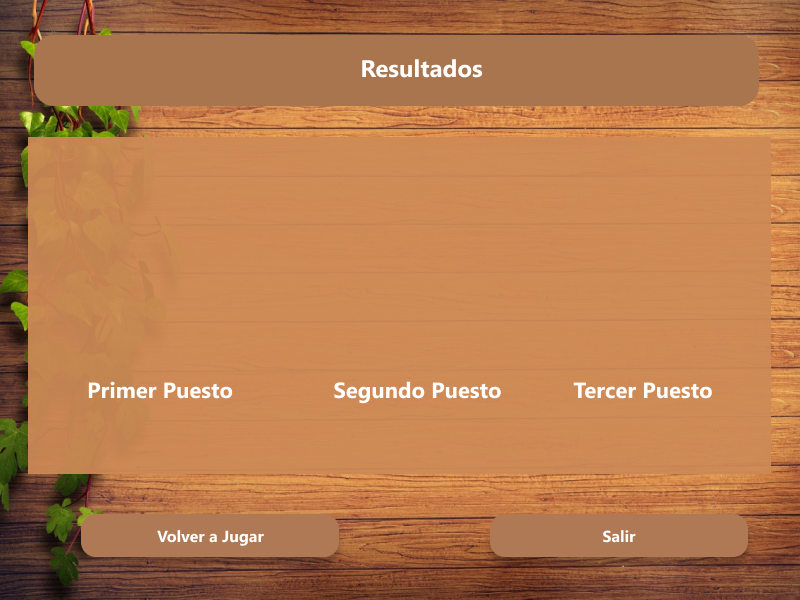 Resultados
Primer Puesto
Segundo Puesto
Tercer Puesto
Volver a Jugar
Salir